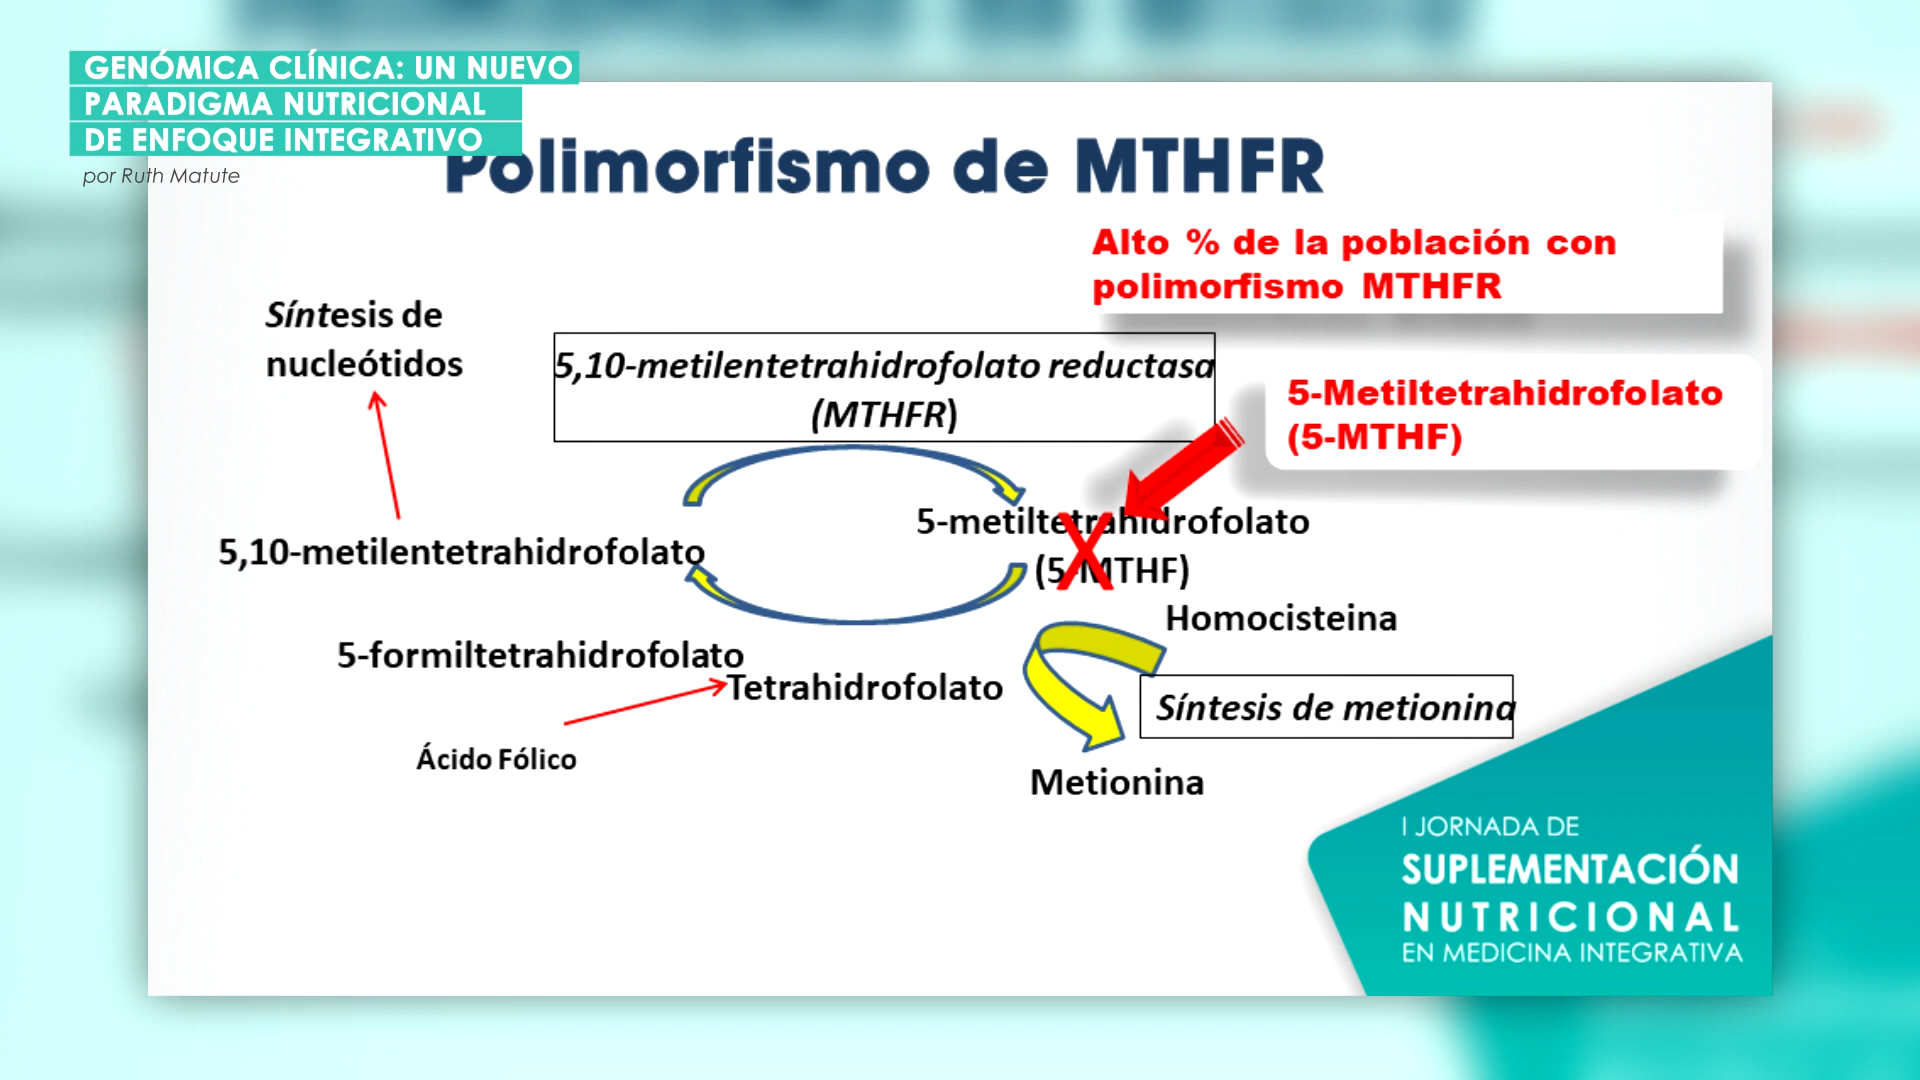 GENÓMICA CLÍNICA: UN NUEVO
PARADIGMA NUTRICIONAL
DE ENFOQUE INTEGRATIVO
por Ruth Matute
Polimorfismo de MTHFR
Alto % de la población con
polimorfismo MTHFR
Síntesis de
nucleótidos
5,10-metilentetrahidrofolato reductasa
(MTHFR)
5-Metiltetrahidrofolato
(5-MTHF)
5-metiltetrahidrofolato
(5-MTHF)
X
5,10-metilentetrahidrofolato
Homocisteina
5-formiltetrahidrofolato
Tetrahidrofolato
Síntesis de metionina
Ácido Fólico
Metionina
I JORNADA DE
SUPLEMENTACIÓN
NUTRICIONAL
EN MEDICINA INTEGRATIVA